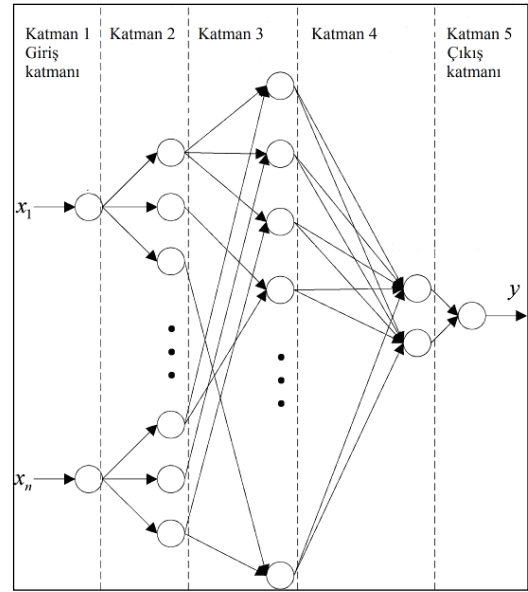 Katman 1
Giriş
katmanı
Katman 2
Katman 3
Katman 4
Katman 5
Çıkış
katmanı
x₁
y
xₙ